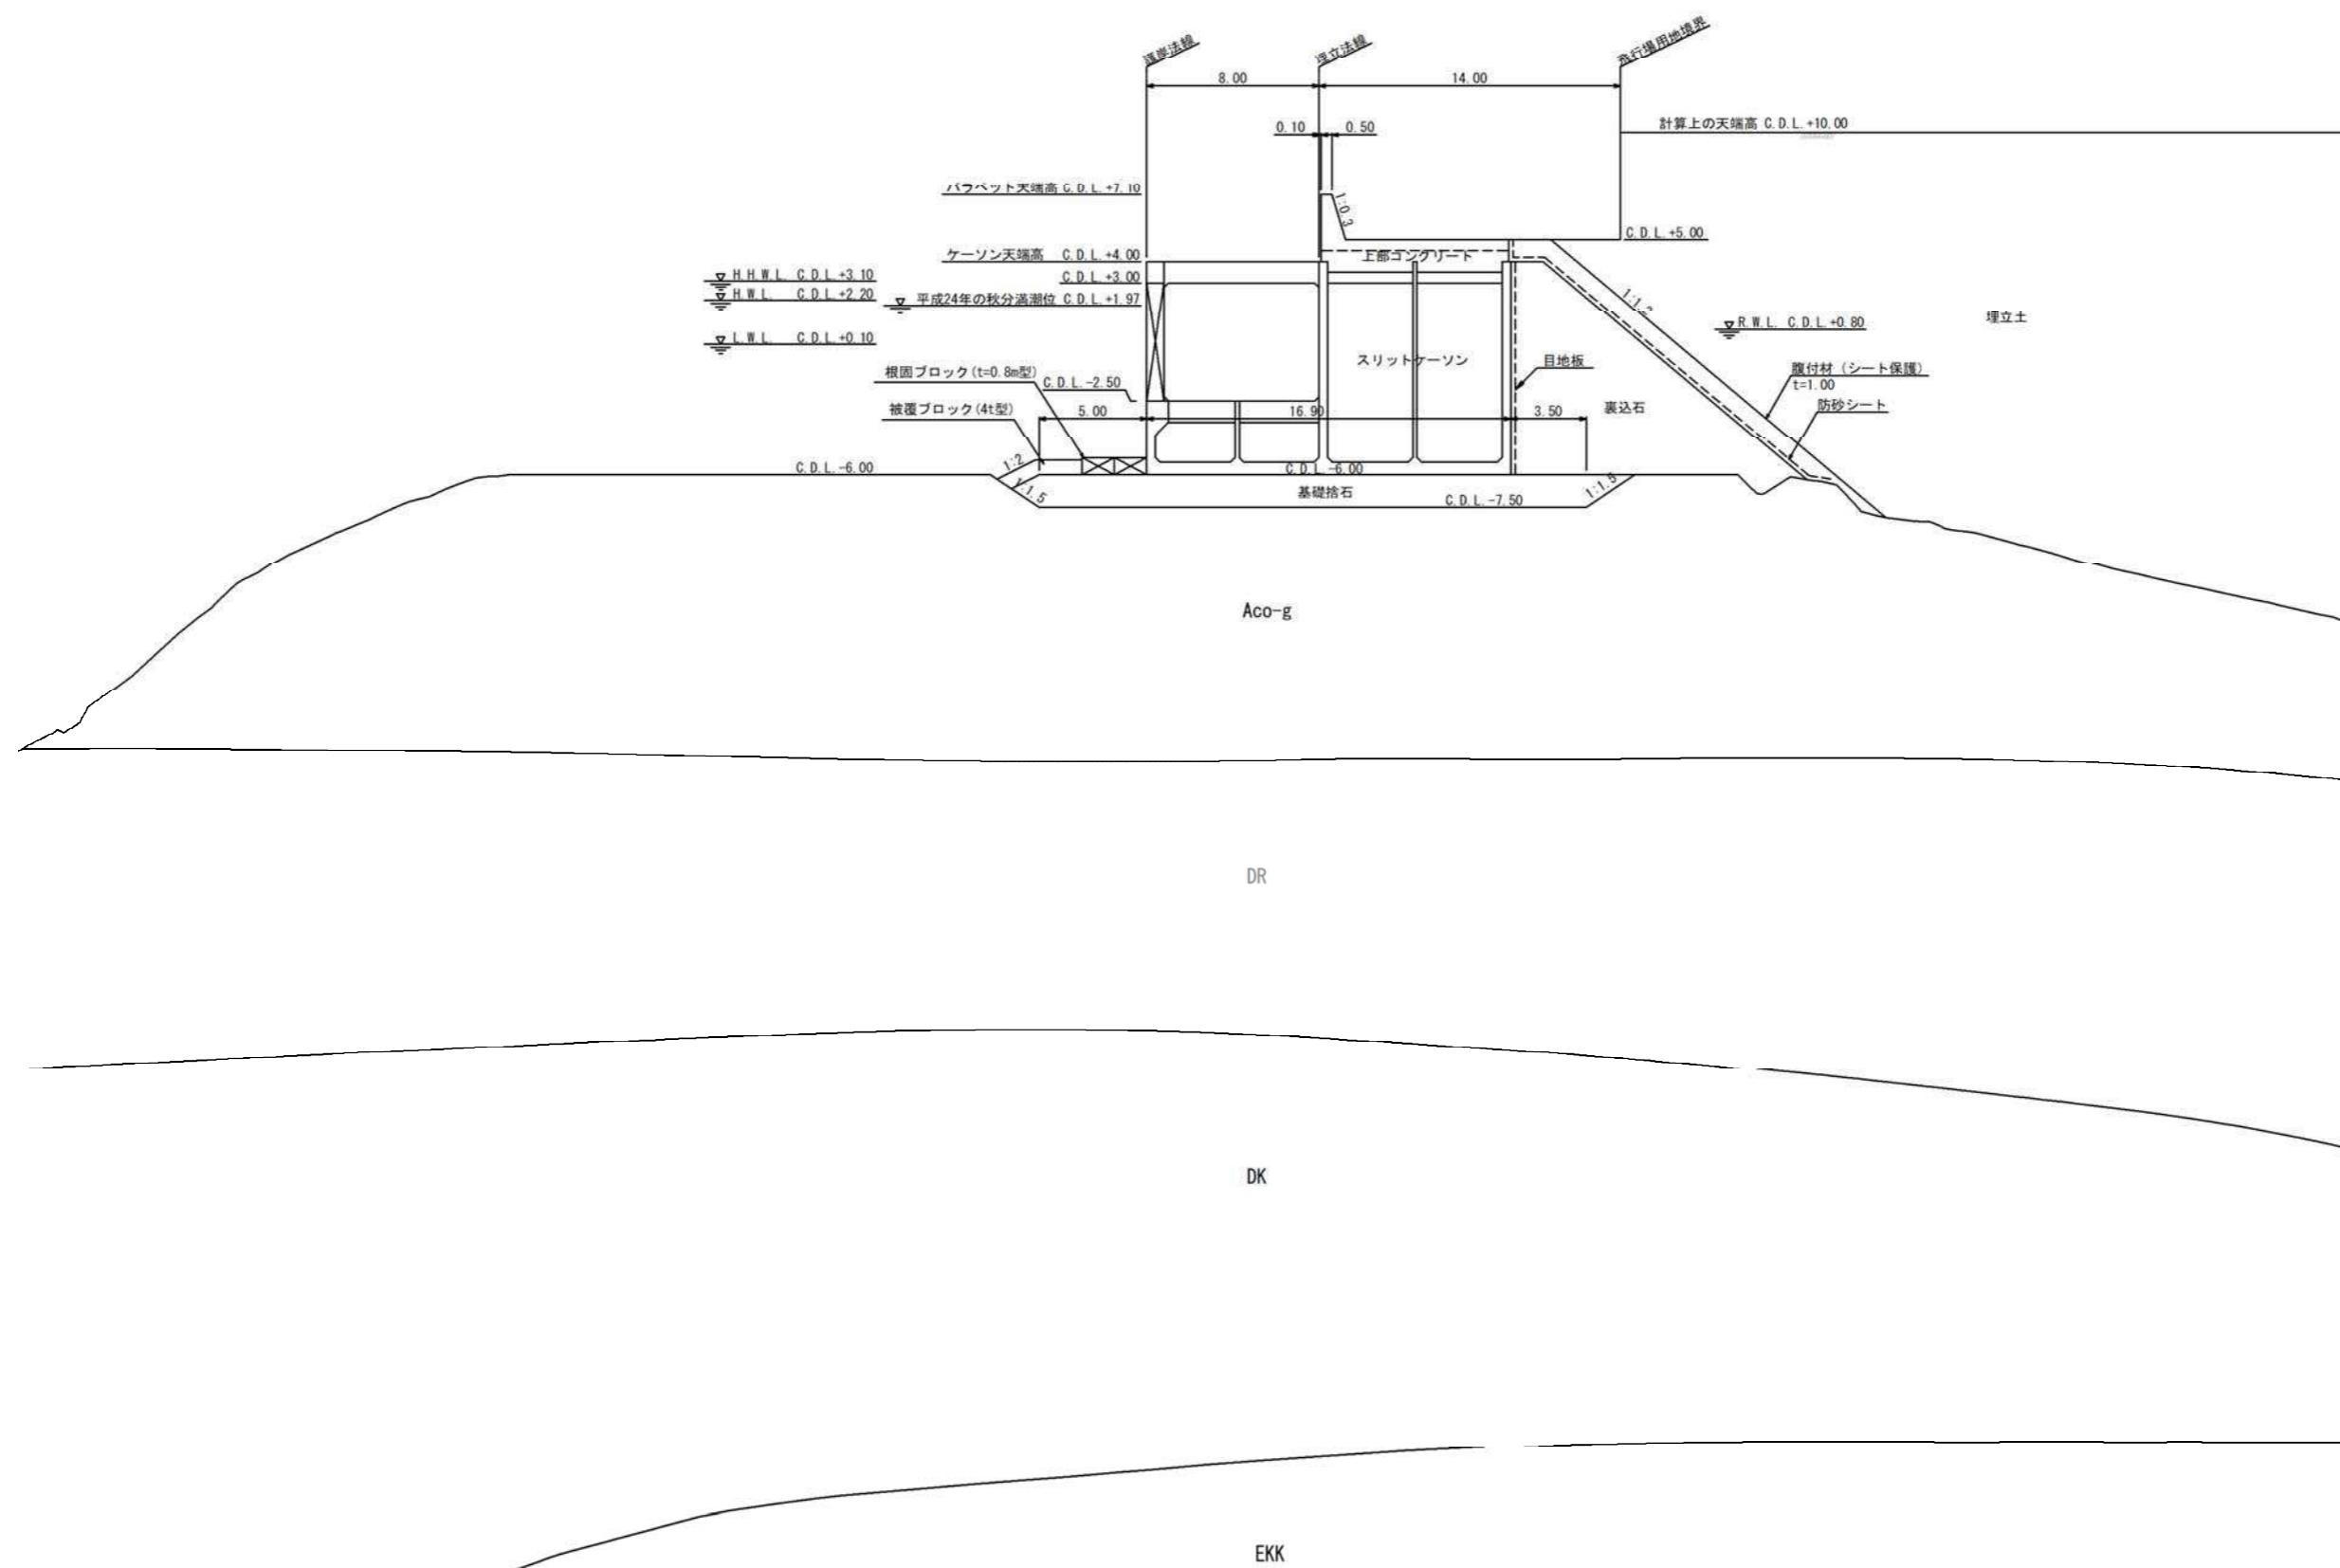 護岸法線
埋立法線
飛行場用地境界
8.00
14.00
0.10
0.50
計算上の天端高 C.D.L.+10.00
パラペット天端高 C.D.L.+7.10
1:0.3
C.D.L.+5.00
ケーソン天端高 C.D.L.+4.00
上部コンクリート
H.H.W.L. C.D.L.+3.10
C.D.L.+3.00
H.W.L. C.D.L.+2.20
平成24年の秋分満潮位 C.D.L.+1.97
R.W.L. C.D.L.+0.80
埋立土
L.W.L. C.D.L.+0.10
スリットケーソン
目地板
根固ブロック(t=0.8m型)
C.D.L.-2.50
腹付材(シート保護)
t=1.00
被覆ブロック(4t型)
5.00
16.90
3.50
裏込石
防砂シート
1:2
C.D.L.-6.00
C.D.L.-6.00
1:1.5
基礎捨石
C.D.L.-7.50
1:1.5
Aco-g
DR
DK
EKK